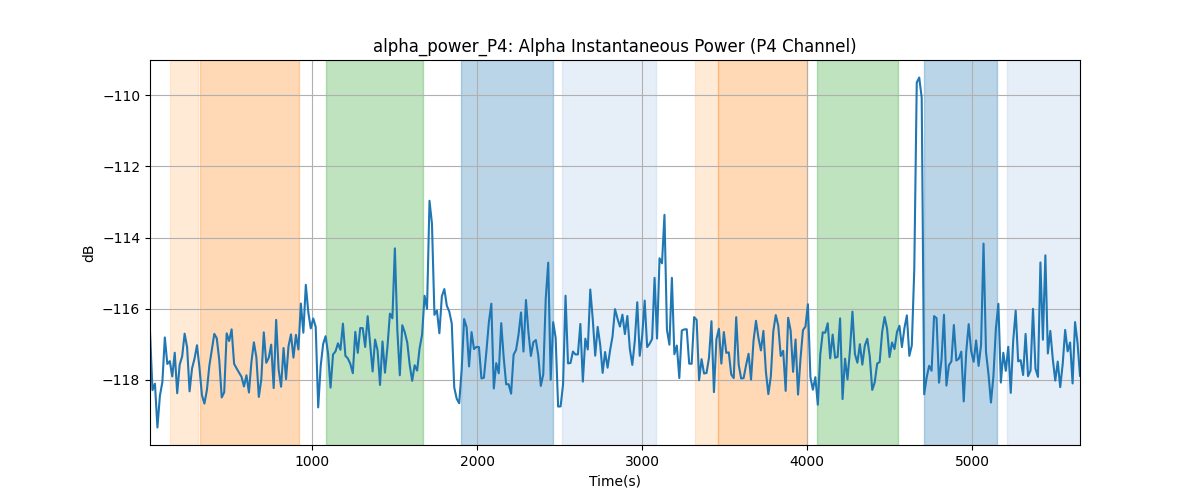 alpha_power_P4: Alpha Instantaneous Power (P4 Channel)
−110
−112
−114
−116
−118
dB
1000 2000 3000 4000 5000
Time(s)